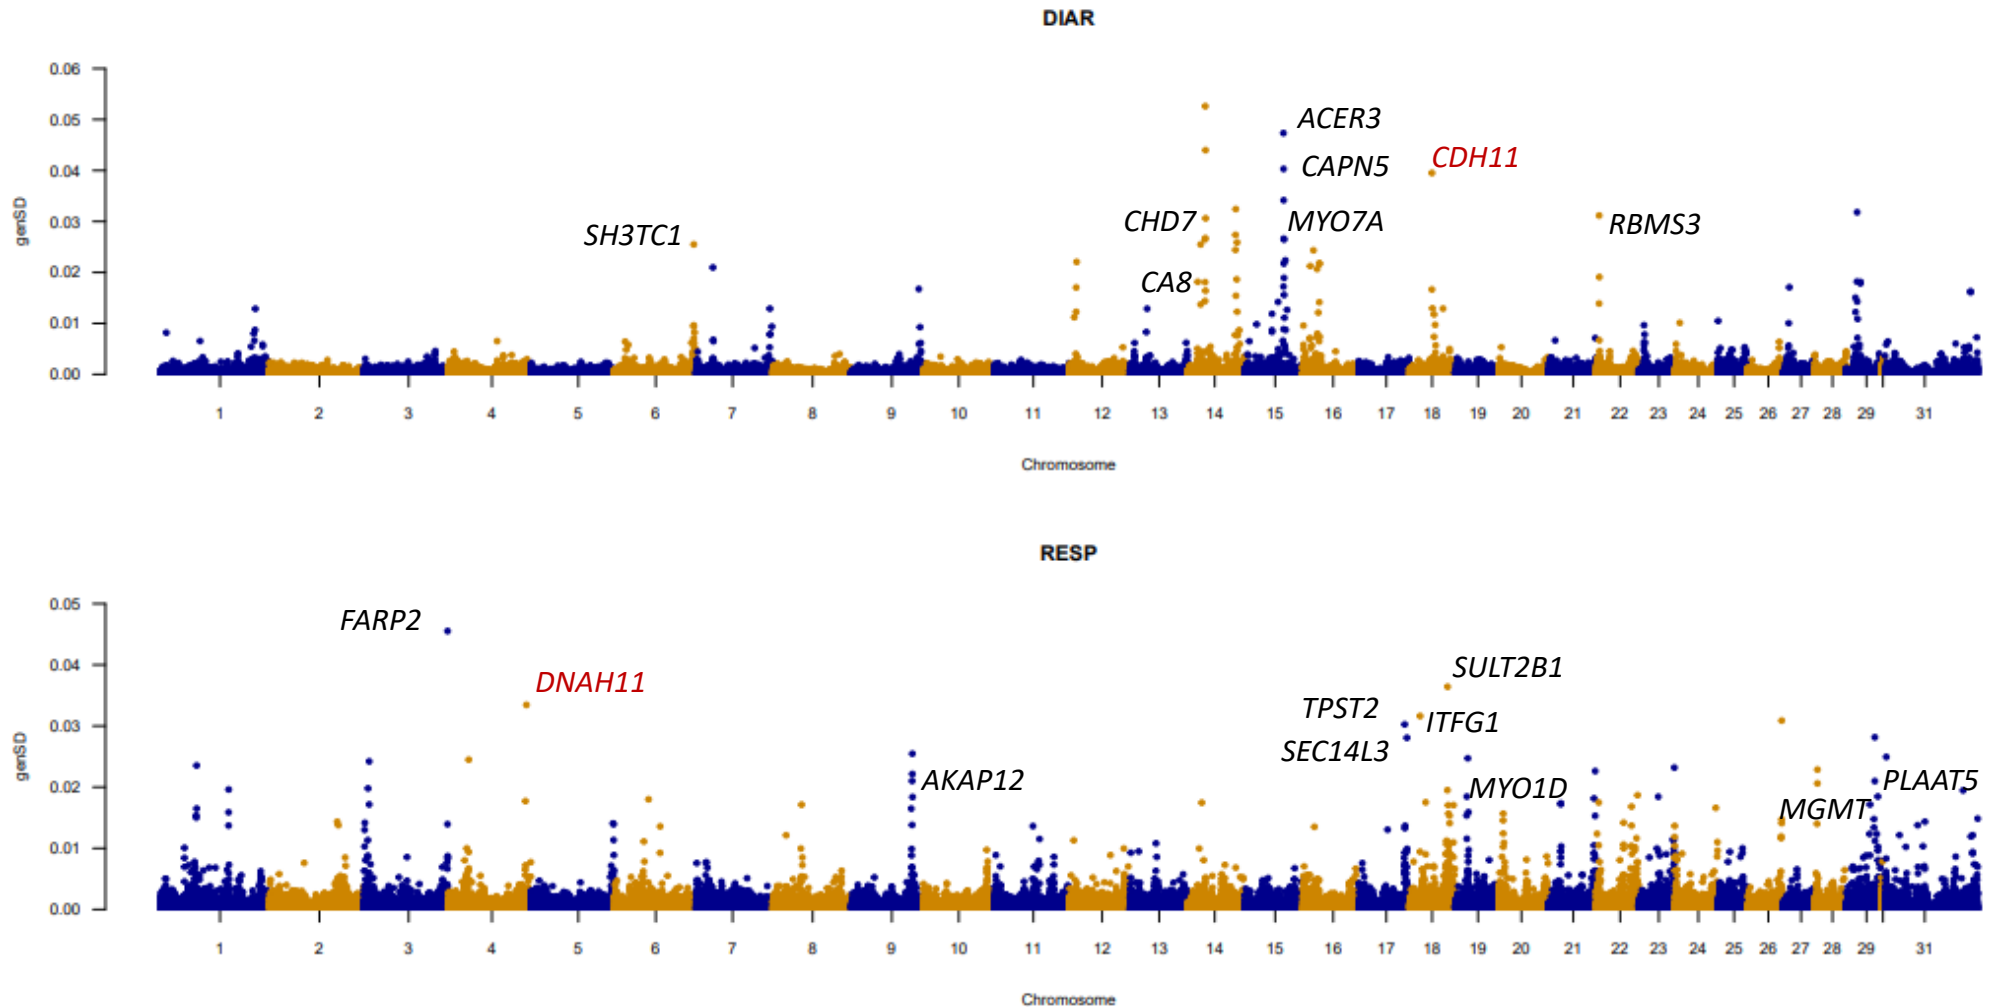 DIAR
0.06
0.05
0.04
0.03
0.02
0.01
0.00
genSD
ACER3
CAPN5
CDH11
SH3TC1
CHD7
MYO7A
RBMS3
CA8
1 2 3 4 5 6 7 8 9 10 11 12 13 14 15 16 17 18 19 20 21 22 23 24 25 26 27 28 29 31
Chromosome
RESP
0.05
0.04
0.03
0.02
0.01
0.00
genSD
FARP2
DNAH11
SULT2B1
TPST2
ITFG1
SEC14L3
AKAP12
MYO1D
PLAAT5
MGMT
1 2 3 4 5 6 7 8 9 10 11 12 13 14 15 16 17 18 19 20 21 22 23 24 25 26 27 28 29 31
Chromosome